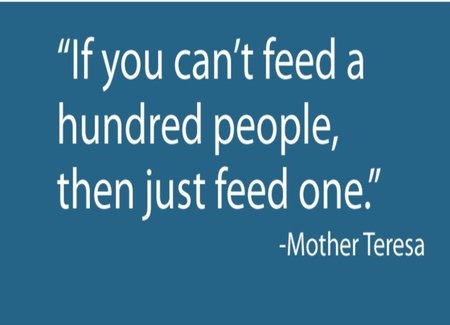 “If you can’t feed a
hundred people,
then just feed one.”
-Mother Teresa